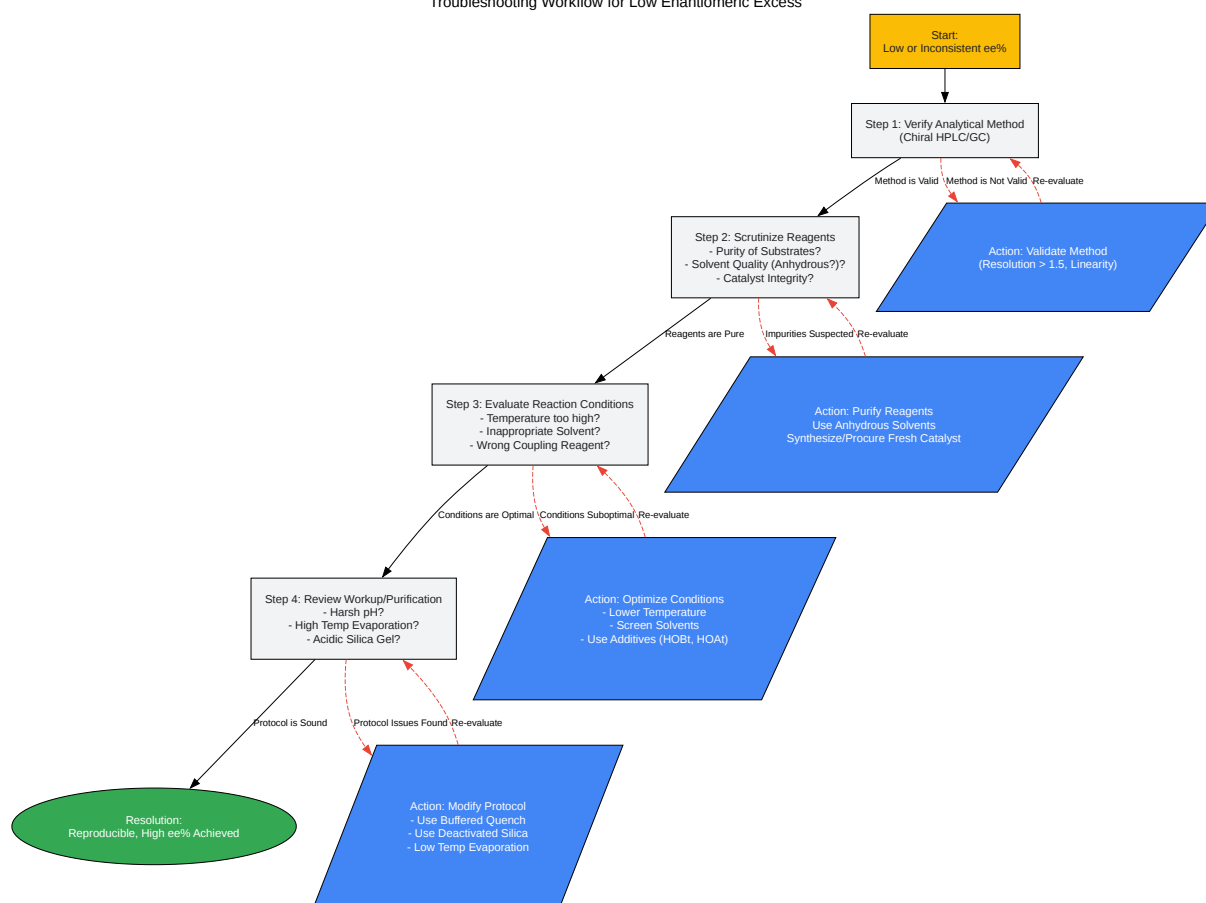 Troubleshooting Workflow for Low Enantiomeric Excess
Start:
Low or Inconsistent ee%
Step 1: Verify Analytical Method
(Chiral HPLC/GC)
Method is Valid
Method is Not Valid
Re-evaluate
Action: Validate Method
(Resolution > 1.5, Linearity)
Step 2: Scrutinize Reagents
- Purity of Substrates?
- Solvent Quality (Anhydrous?)?
- Catalyst Integrity?
Reagents are Pure
Impurities Suspected
Re-evaluate
Action: Purify Reagents
Use Anhydrous Solvents
Synthesize/Procure Fresh Catalyst
Step 3: Evaluate Reaction Conditions
- Temperature too high?
- Inappropriate Solvent?
- Wrong Coupling Reagent?
Conditions are Optimal
Conditions Suboptimal
Re-evaluate
Action: Optimize Conditions
- Lower Temperature
- Screen Solvents
- Use Additives (HOBt, HOAt)
Step 4: Review Workup/Purification
- Harsh pH?
- High Temp Evaporation?
- Acidic Silica Gel?
Protocol is Sound
Protocol Issues Found
Re-evaluate
Action: Modify Protocol
- Use Buffered Quench
- Use Deactivated Silica
- Low Temp Evaporation
Resolution:
Reproducible, High ee% Achieved